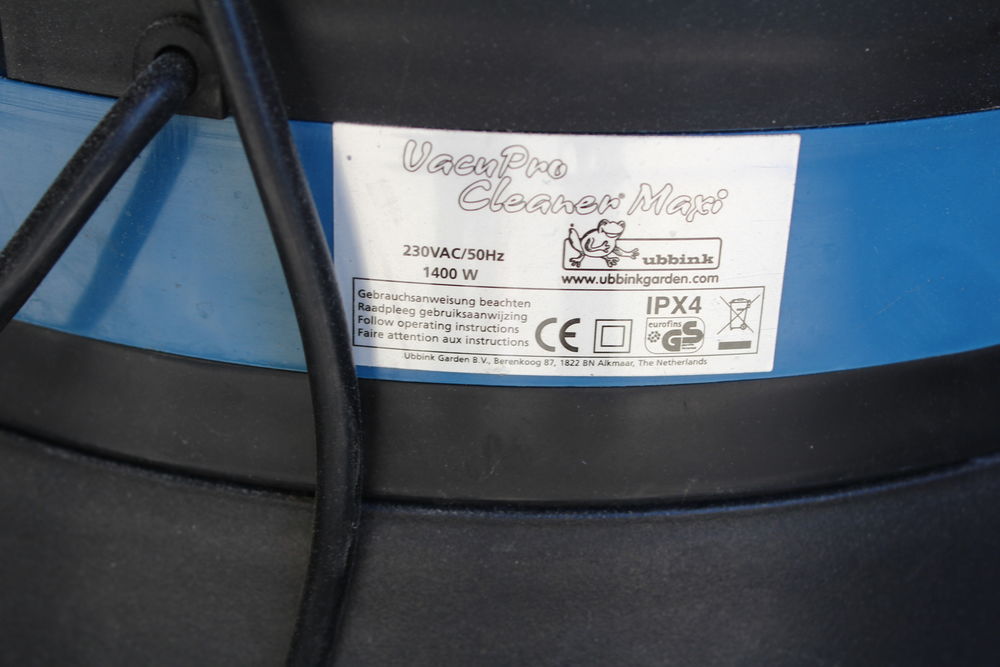 VacuPro
Cleaner® Maxi
230VAC/50Hz
1400 W
ubbink
www.ubbinkgarden.com
Gebrauchsanweisung beachten
Raadpleeg gebruiksaanwijzing
Follow operating instructions
Faire attention aux instructions
CE
IPX4
eurofins
GS
Ubbink Garden B.V., Berenkoog 87, 1822 BN Alkmaar, The Netherlands